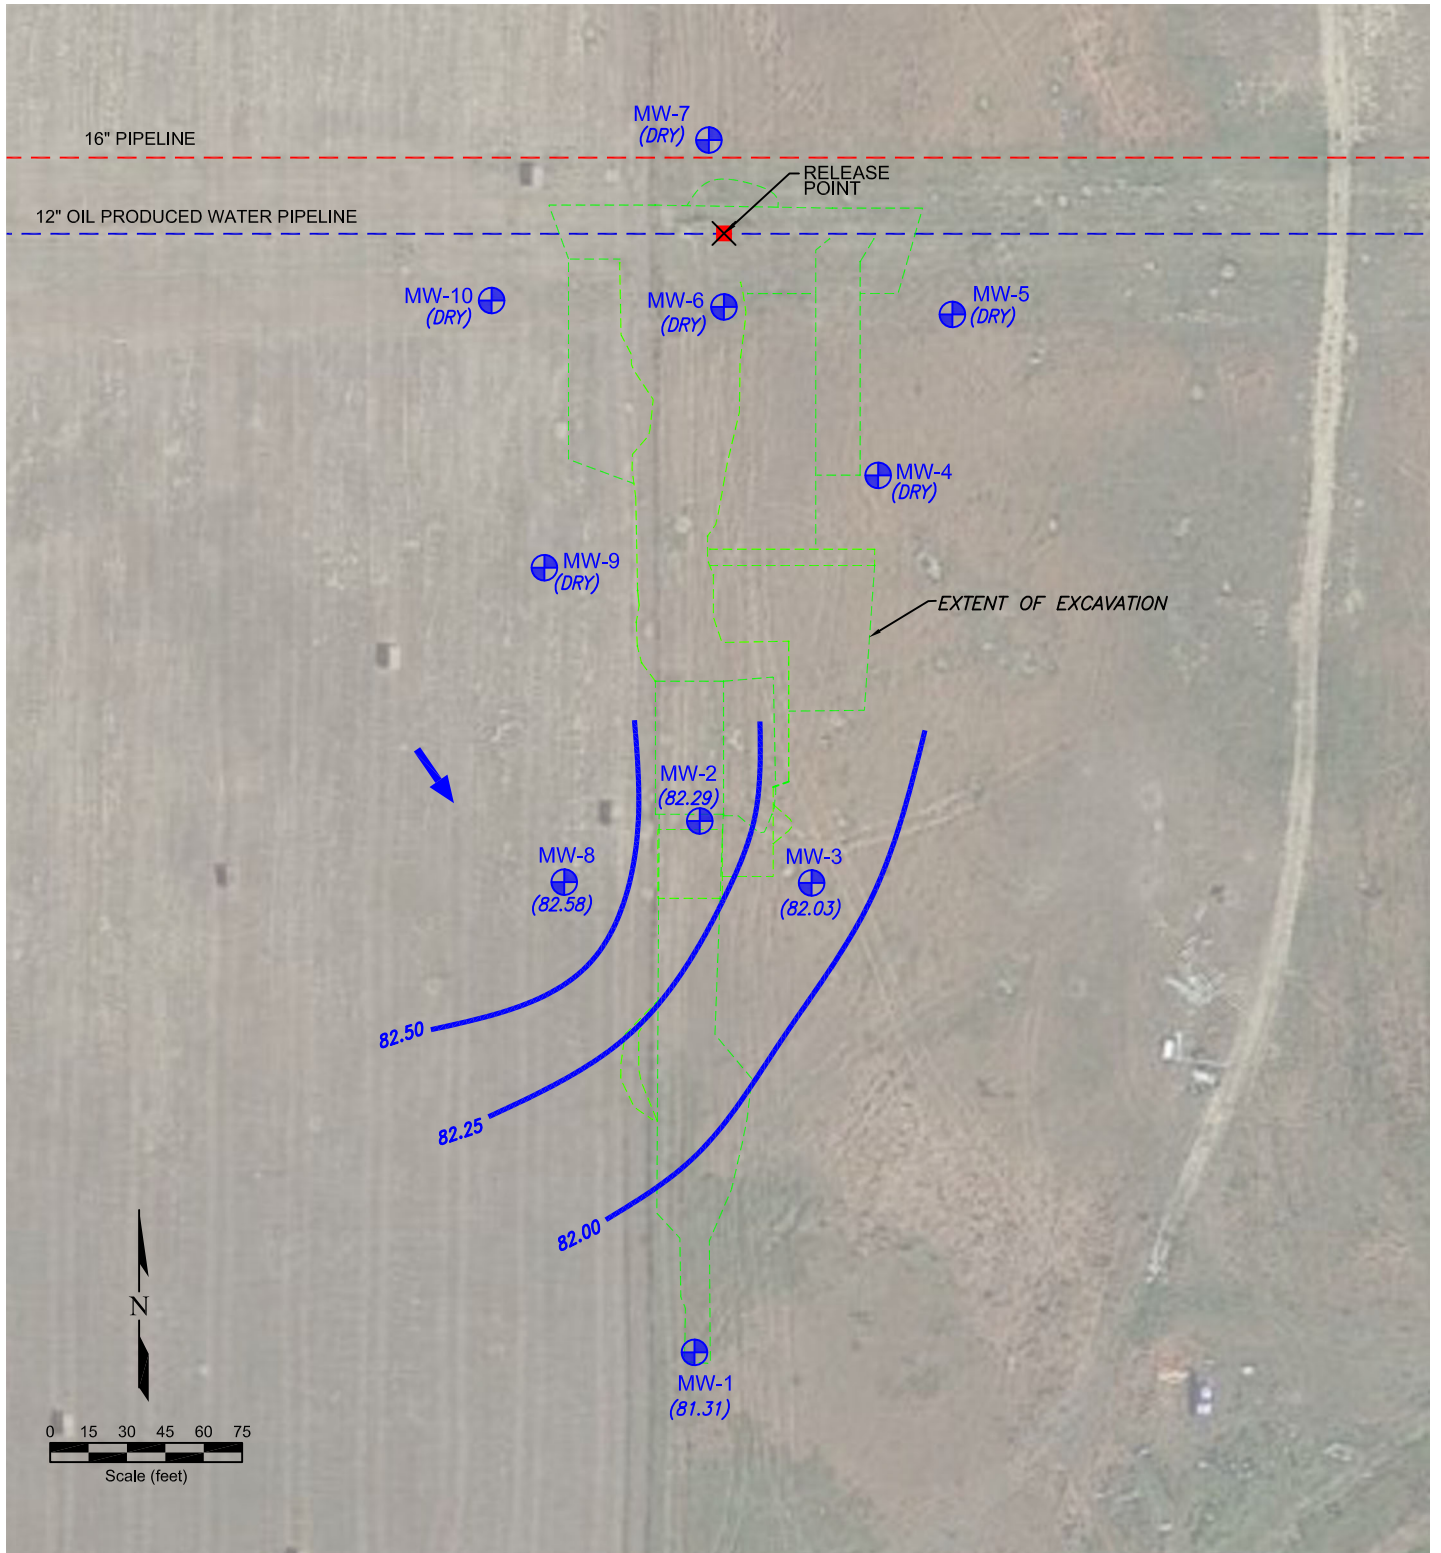 MW-7
(DRY)
16" PIPELINE
RELEASE
POINT
12" OIL PRODUCED WATER PIPELINE
MW-10
(DRY)
MW-6
(DRY)
MW-5
(DRY)
MW-4
(DRY)
MW-9
(DRY)
EXTENT OF EXCAVATION
MW-2
(82.29)
MW-8
(82.58)
MW-3
(82.03)
82.50
82.25
82.00
N
MW-1
(81.31)
0 15 30 45 60 75
Scale (feet)